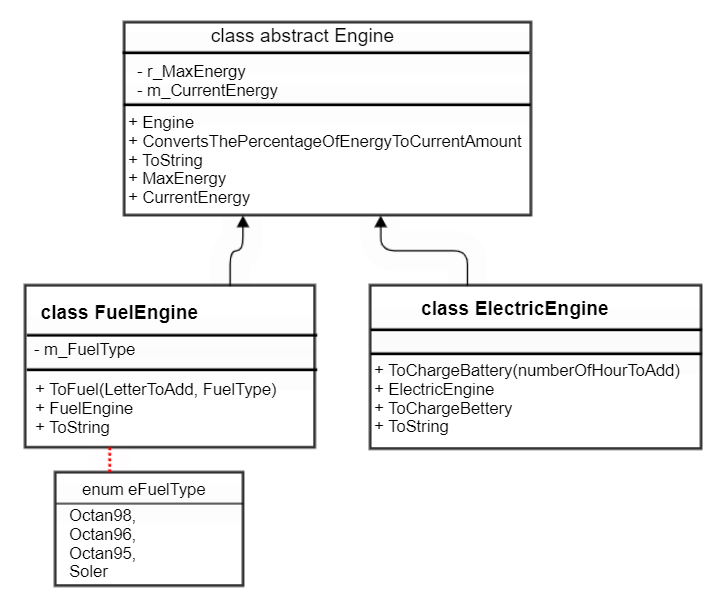 class abstract Engine
- r_MaxEnergy
- m_CurrentEnergy
+ Engine
+ ConvertsThePercentageOfEnergyToCurrentAmount
+ ToString
+ MaxEnergy
+ CurrentEnergy
class FuelEngine
- m_FuelType
+ ToFuel(LetterToAdd, FuelType)
+ FuelEngine
+ ToString
class ElectricEngine
+ ToChargeBattery(numberOfHourToAdd)
+ ElectricEngine
+ ToChargeBettery
+ ToString
enum eFuelType
Octan98,
Octan96,
Octan95,
Soler